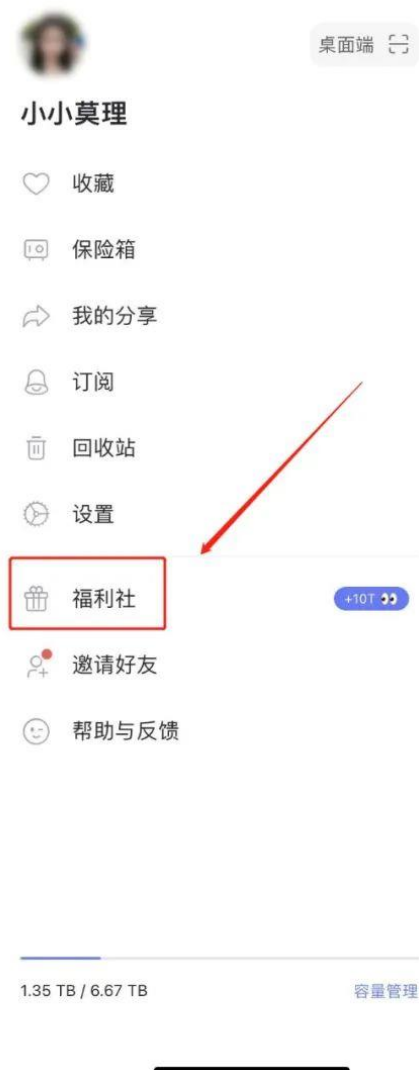 桌面端
小小莫理
收藏
保险箱
我的分享
订阅
回收站
设置
福利社
+10T 👀
邀请好友
帮助与反馈
1.35 TB / 6.67 TB
容量管理